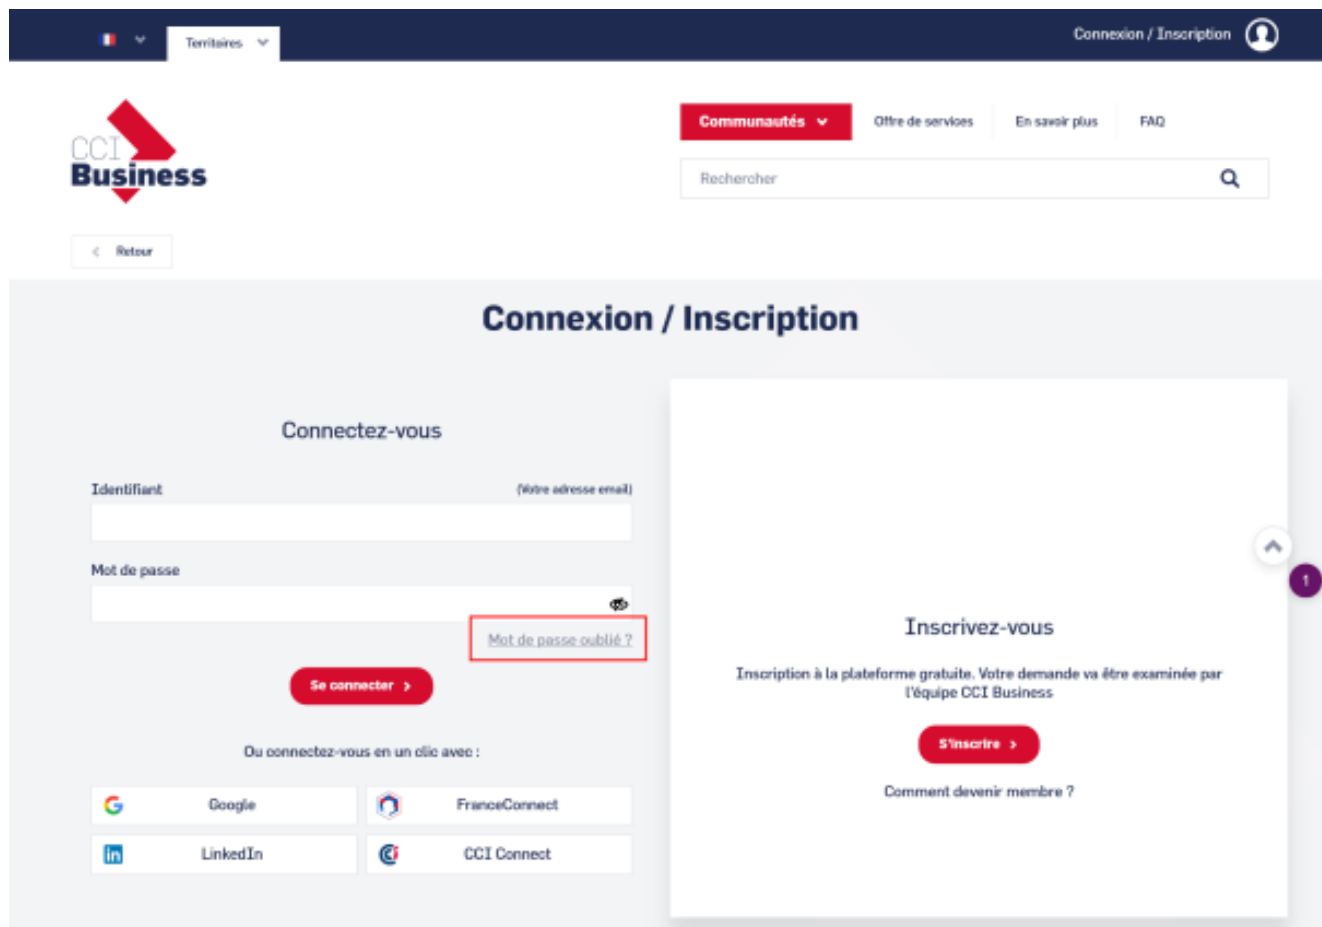 Territoires
Connexion / Inscription
CCI
Business
Communautés
Offre de services
En savoir plus
FAQ
Rechercher
Retour
Connexion / Inscription
Connectez-vous
Identifiant
(Votre adresse email)
Mot de passe
Mot de passe oublié ?
Se connecter
Ou connectez-vous en un clic avec :
Google
FranceConnect
LinkedIn
CCI Connect
1
Inscrivez-vous
Inscription à la plateforme gratuite. Votre demande va être examinée par
l'équipe CCI Business
S'inscrire
Comment devenir membre ?